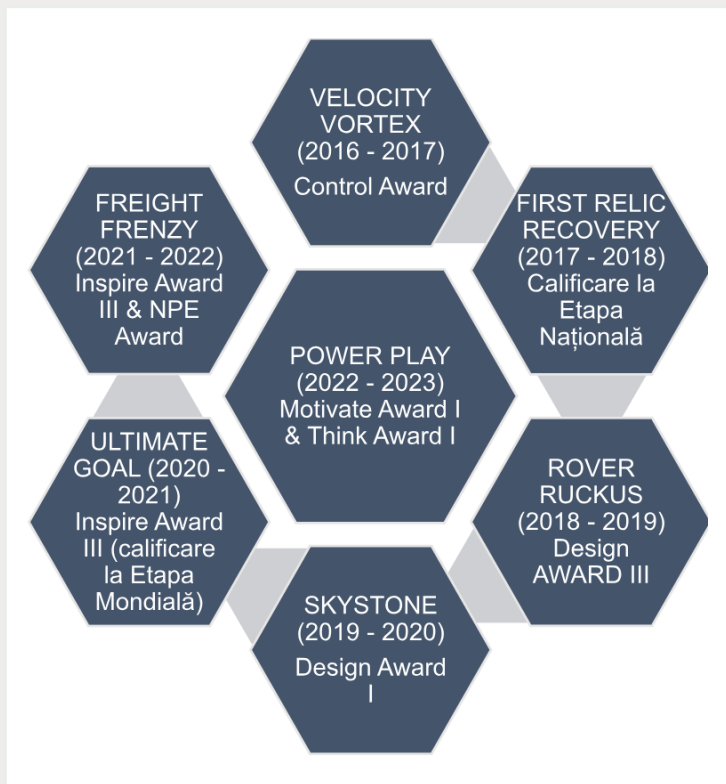 VELOCITY
VORTEX
(2016 - 2017)
Control Award
FIRST RELIC
RECOVERY
(2017 - 2018)
Calificare la
Etapa
Națională
ROVER
RUCKUS
(2018 - 2019)
Design
AWARD III
SKYSTONE
(2019 - 2020)
Design Award
I
ULTIMATE
GOAL (2020 -
2021)
Inspire Award
III (calificare
la Etapa
Mondială)
FREIGHT
FRENZY
(2021 - 2022)
Inspire Award
III & NPE
Award
POWER PLAY
(2022 - 2023)
Motivate Award I
& Think Award I